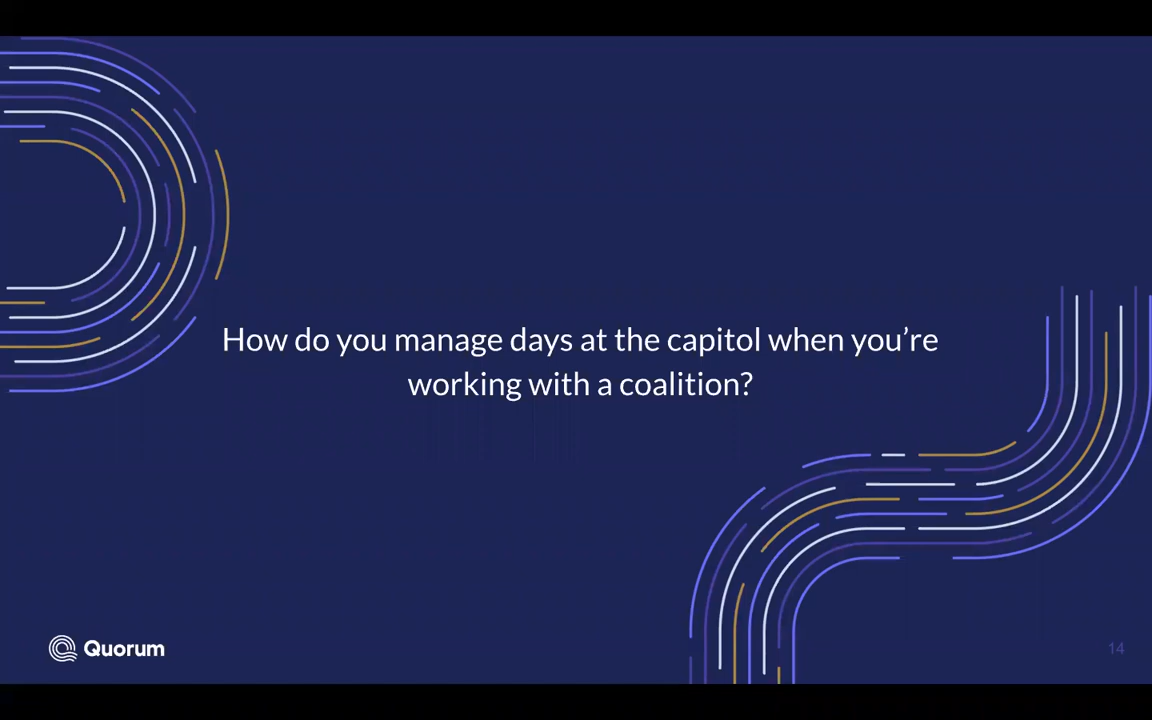 How do you manage days at the capitol when you’re
working with a coalition?
Quorum
14